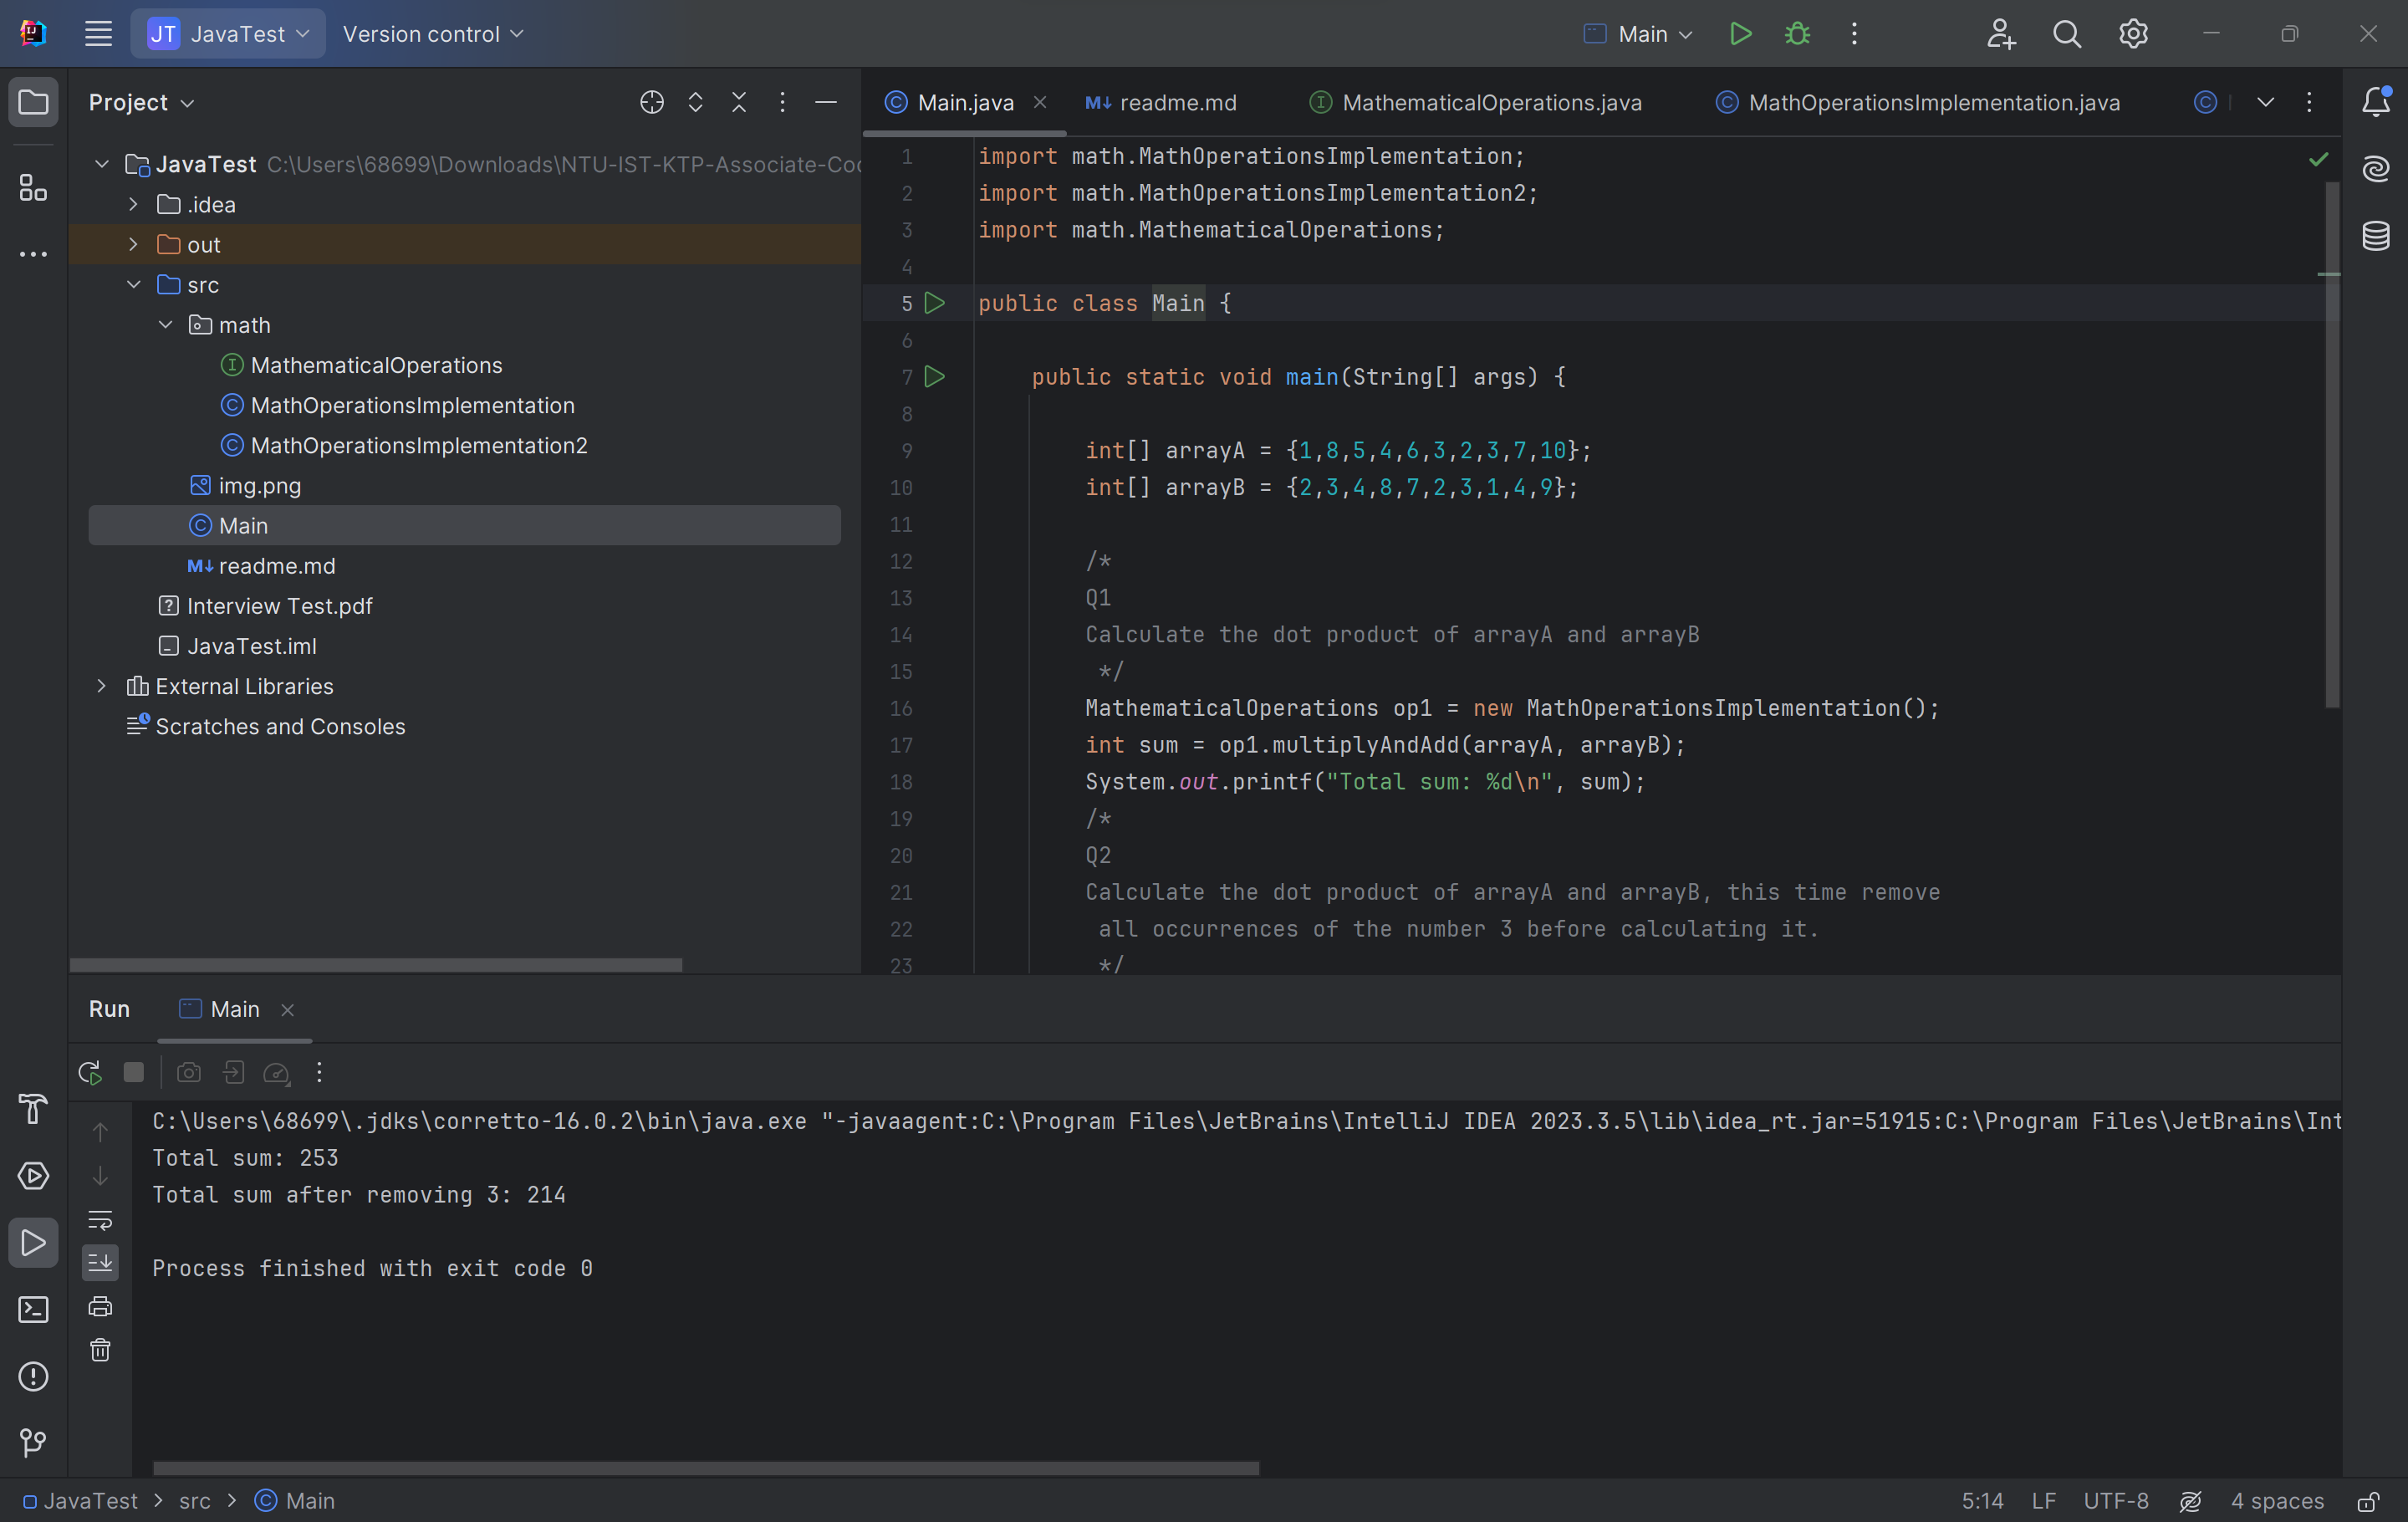 JT JavaTest Version control Main
Project
JavaTest C:\Users\68699\Downloads\NTU-IST-KTP-Associate-Co
.idea
out
src
math
MathematicalOperations
MathOperationsImplementation
MathOperationsImplementation2
img.png
Main
readme.md
Interview Test.pdf
JavaTest.iml
External Libraries
Scratches and Consoles
Main.java readme.md MathematicalOperations.java MathOperationsImplementation.java
1 import math.MathOperationsImplementation;
2 import math.MathOperationsImplementation2;
3 import math.MathematicalOperations;
4
5 public class Main {
6
7 public static void main(String[] args) {
8
9 int[] arrayA = {1,8,5,4,6,3,2,3,7,10};
10 int[] arrayB = {2,3,4,8,7,2,3,1,4,9};
11
12 /*
13 Q1
14 Calculate the dot product of arrayA and arrayB
15 */
16 MathematicalOperations op1 = new MathOperationsImplementation();
17 int sum = op1.multiplyAndAdd(arrayA, arrayB);
18 System.out.printf("Total sum: %d\n", sum);
19 /*
20 Q2
21 Calculate the dot product of arrayA and arrayB, this time remove
22 all occurrences of the number 3 before calculating it.
23 */
Run Main
C:\Users\68699\.jdks\corretto-16.0.2\bin\java.exe "-javaagent:C:\Program Files\JetBrains\IntelliJ IDEA 2023.3.5\lib\idea_rt.jar=51915:C:\Program Files\JetBrains\Int
Total sum: 253
Total sum after removing 3: 214
Process finished with exit code 0
JavaTest > src > Main 5:14 LF UTF-8 4 spaces